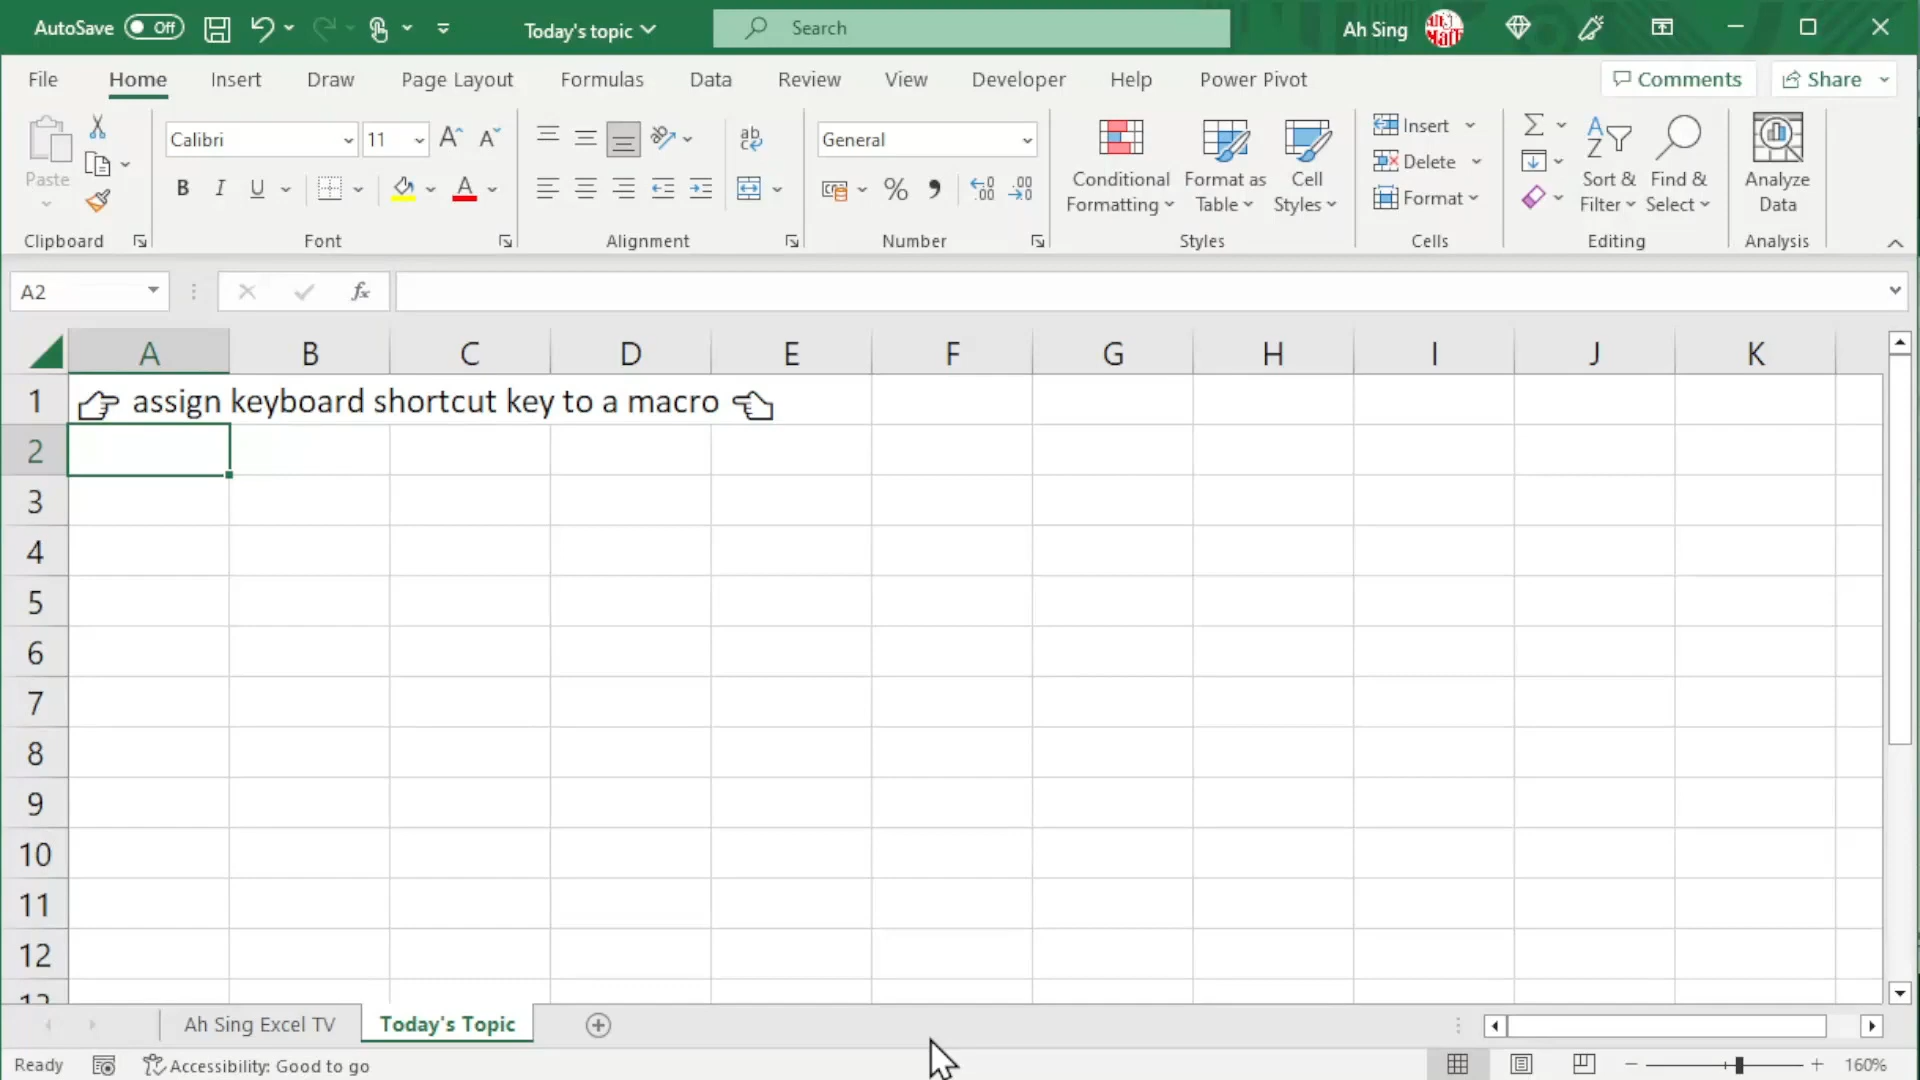 AutoSave Off Today's topic Search Ah Sing
File Home Insert Draw Page Layout Formulas Data Review View Developer Help Power Pivot Comments Share
Paste
Calibri 11
B I U A
General
%
Conditional Formatting
Format as Table
Cell Styles
Insert
Delete
Format
Sort & Filter
Find & Select
Analyze Data
Clipboard Font Alignment Number Styles Cells Editing Analysis
A2 fx
A B C D E F G H I J K
1 assign keyboard shortcut key to a macro
2
3
4
5
6
7
8
9
10
11
12
Ah Sing Excel TV Today's Topic
Ready Accessibility: Good to go 160%